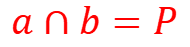 a ∩ b = P